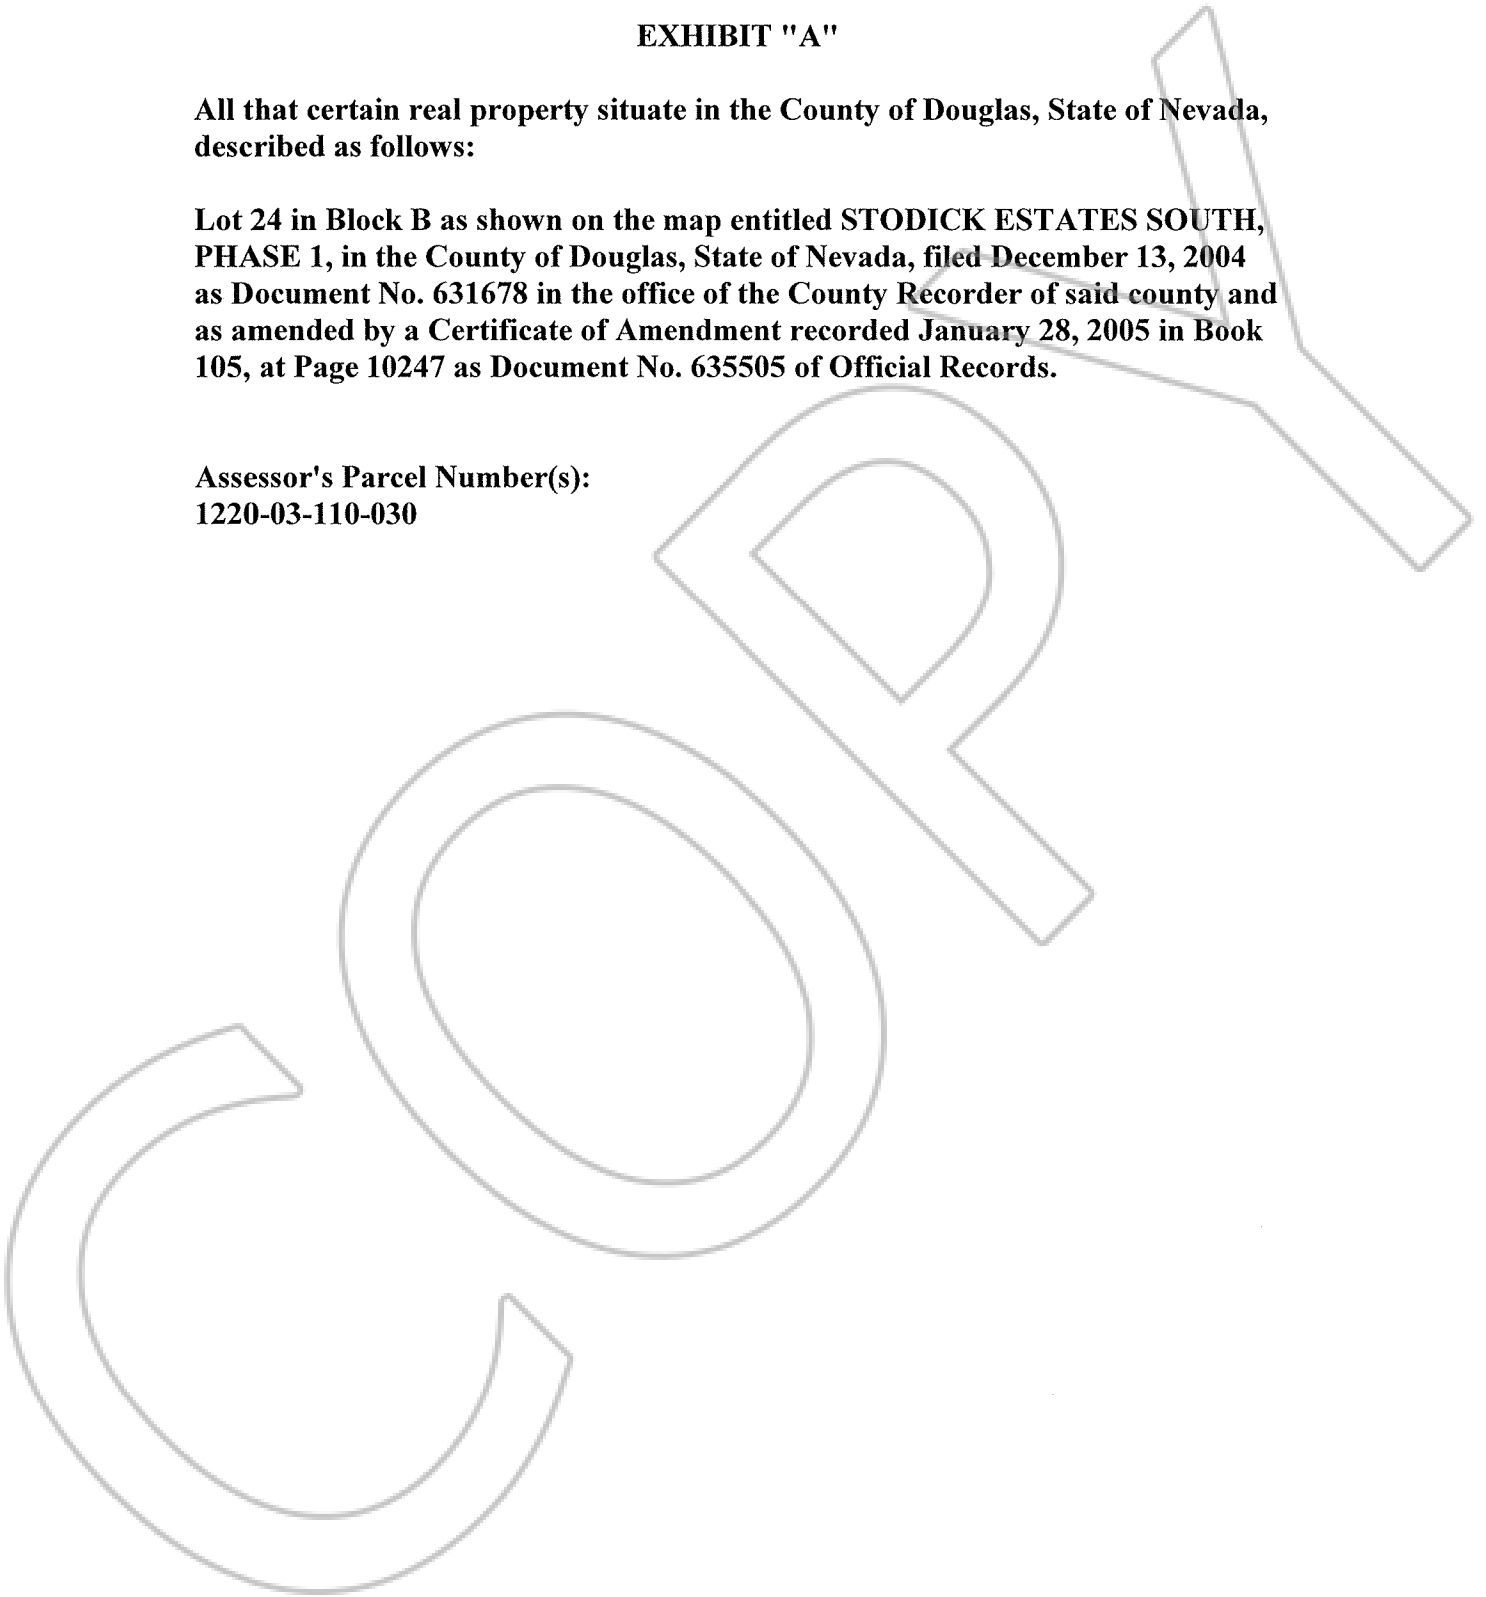 EXHIBIT "A"
All that certain real property situate in the County of Douglas, State of Nevada,
described as follows:
Lot 24 in Block B as shown on the map entitled STODICK ESTATES SOUTH,
PHASE 1, in the County of Douglas, State of Nevada, filed December 13, 2004
as Document No. 631678 in the office of the County Recorder of said county and
as amended by a Certificate of Amendment recorded January 28, 2005 in Book
105, at Page 10247 as Document No. 635505 of Official Records.
Assessor's Parcel Number(s):
1220-03-110-030
COPY